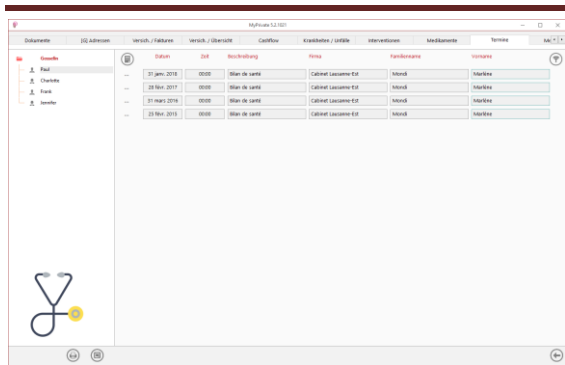 MyPrivate 5.2.1021
Dokumente
(G) Adressen
Versich. / Fakturen
Versich. / Übersicht
Cashflow
Krankheiten / Unfälle
Interventionen
Medikamente
Termine
Paul
Charlotte
Frank
Jennifer
Datum Zeit Beschreibung Firma Familienname Vorname
... 31 janv. 2018 00:00 Bilan de santé Cabinet Lausanne-Est Mondi Marlène
... 23 févr. 2017 00:00 Bilan de santé Cabinet Lausanne-Est Mondi Marlène
... 31 mars 2016 00:00 Bilan de santé Cabinet Lausanne-Est Mondi Marlène
... 23 févr. 2015 00:00 Bilan de santé Cabinet Lausanne-Est Mondi Marlène